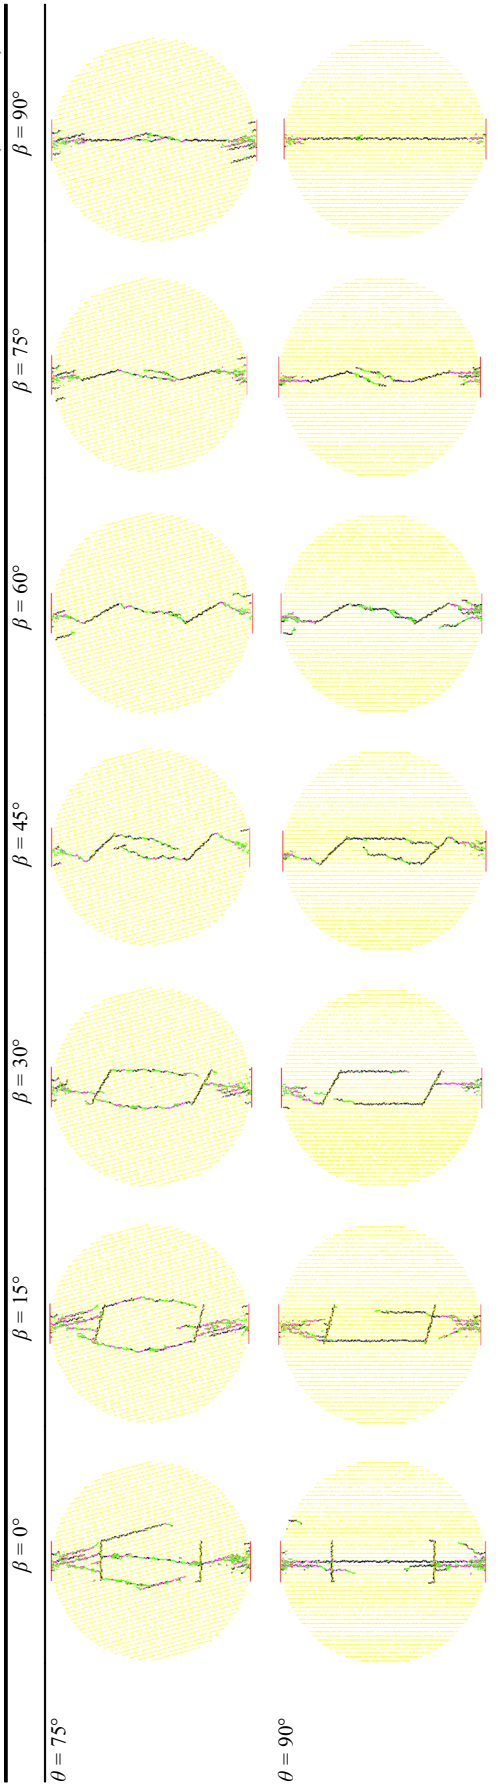 β = 0°
β = 15°
β = 30°
β = 45°
β = 60°
β = 75°
β = 90°
θ = 75°
θ = 90°